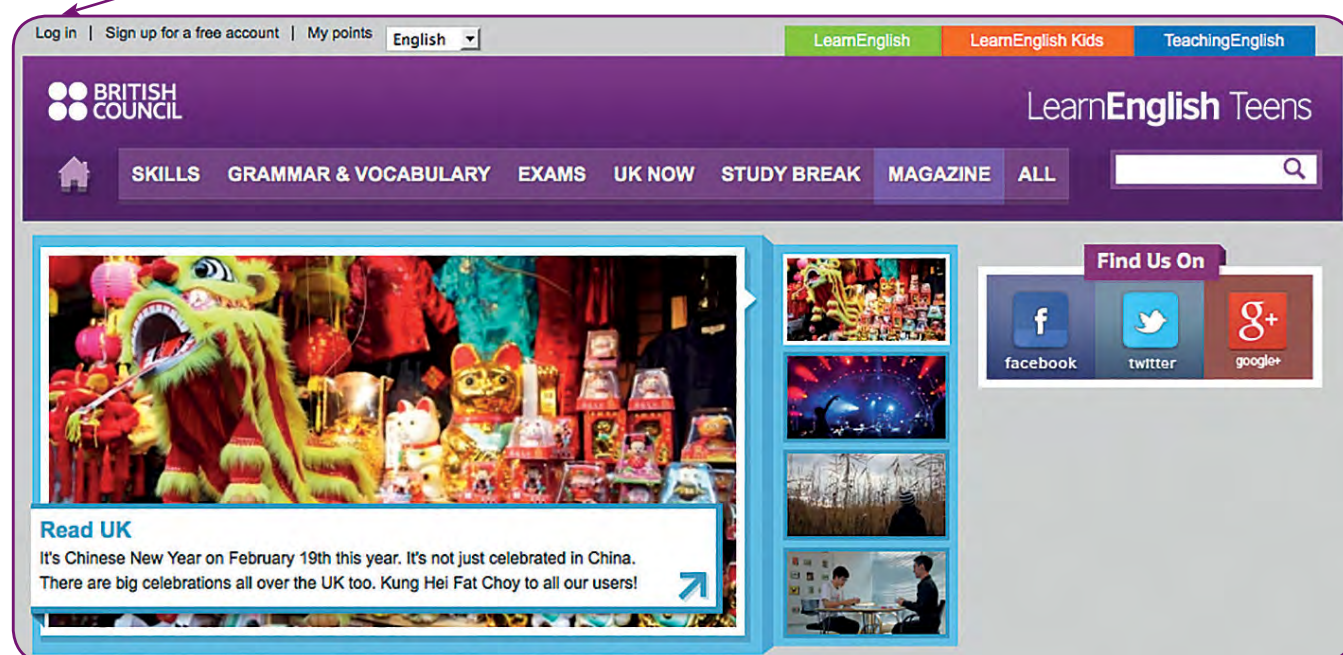 Log in | Sign up for a free account | My points English
LearnEnglish LearnEnglish Kids TeachingEnglish
BRITISH
COUNCIL
LearnEnglish Teens
SKILLS GRAMMAR & VOCABULARY EXAMS UK NOW STUDY BREAK MAGAZINE ALL
Find Us On
f g+
facebook twitter google+
Read UK
It's Chinese New Year on February 19th this year. It's not just celebrated in China.
There are big celebrations all over the UK too. Kung Hei Fat Choy to all our users!